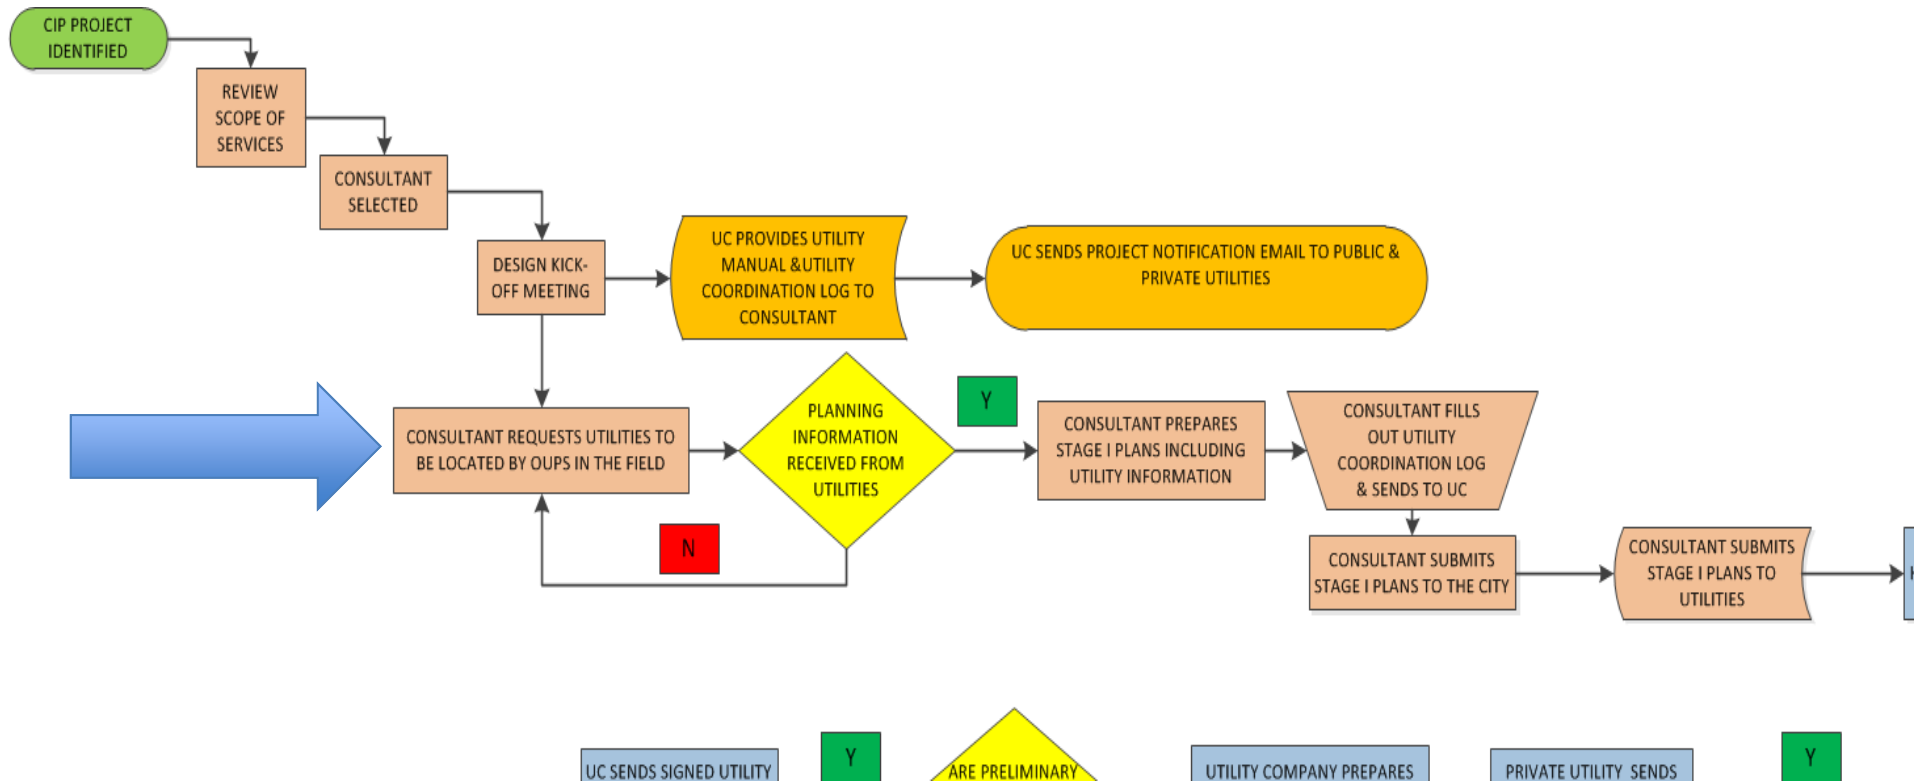 CIP PROJECT
IDENTIFIED
REVIEW
SCOPE OF
SERVICES
CONSULTANT
SELECTED
DESIGN KICK-
OFF MEETING
UC PROVIDES UTILITY
MANUAL &UTILITY
COORDINATION LOG TO
CONSULTANT
UC SENDS PROJECT NOTIFICATION EMAIL TO PUBLIC &
PRIVATE UTILITIES
CONSULTANT REQUESTS UTILITIES TO
BE LOCATED BY OUPS IN THE FIELD
PLANNING
INFORMATION
RECEIVED FROM
UTILITIES
N
Y
CONSULTANT PREPARES
STAGE I PLANS INCLUDING
UTILITY INFORMATION
CONSULTANT FILLS
OUT UTILITY
COORDINATION LOG
& SENDS TO UC
CONSULTANT SUBMITS
STAGE I PLANS TO THE CITY
CONSULTANT SUBMITS
STAGE I PLANS TO
UTILITIES
UC SENDS SIGNED UTILITY
Y
ARE PRELIMINARY
UTILITY COMPANY PREPARES
PRIVATE UTILITY SENDS
Y